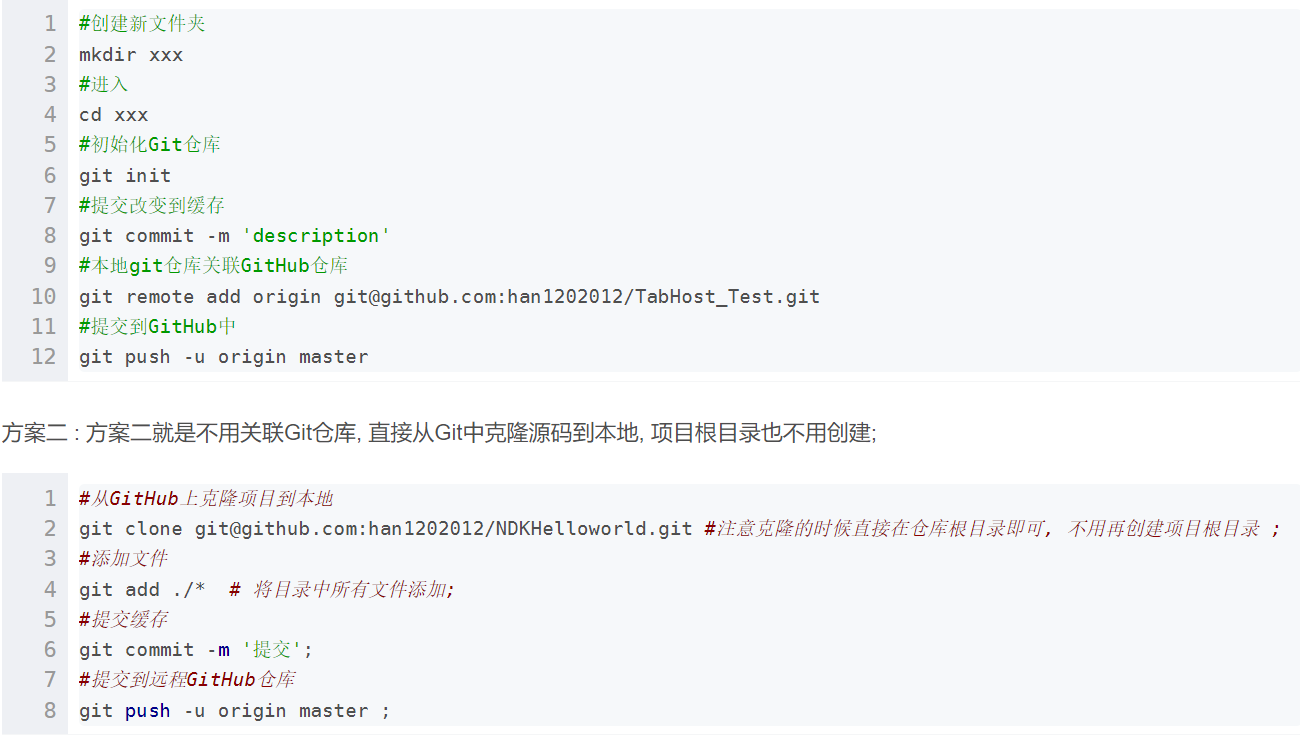 1 #创建新文件夹
2 mkdir xxx
3 #进入
4 cd xxx
5 #初始化Git仓库
6 git init
7 #提交改变到缓存
8 git commit -m 'description'
9 #本地git仓库关联GitHub仓库
10 git remote add origin git@github.com:han1202012/TabHost_Test.git
11 #提交到GitHub中
12 git push -u origin master
方案二 : 方案二就是不用关联Git仓库, 直接从Git中克隆源码到本地, 项目根目录也不用创建;
1 #从GitHub上克隆项目到本地
2 git clone git@github.com:han1202012/NDKHelloworld.git #注意克隆的时候直接在仓库根目录即可, 不用再创建项目根目录 ;
3 #添加文件
4 git add ./*  # 将目录中所有文件添加;
5 #提交缓存
6 git commit -m '提交';
7 #提交到远程GitHub仓库
8 git push -u origin master ;